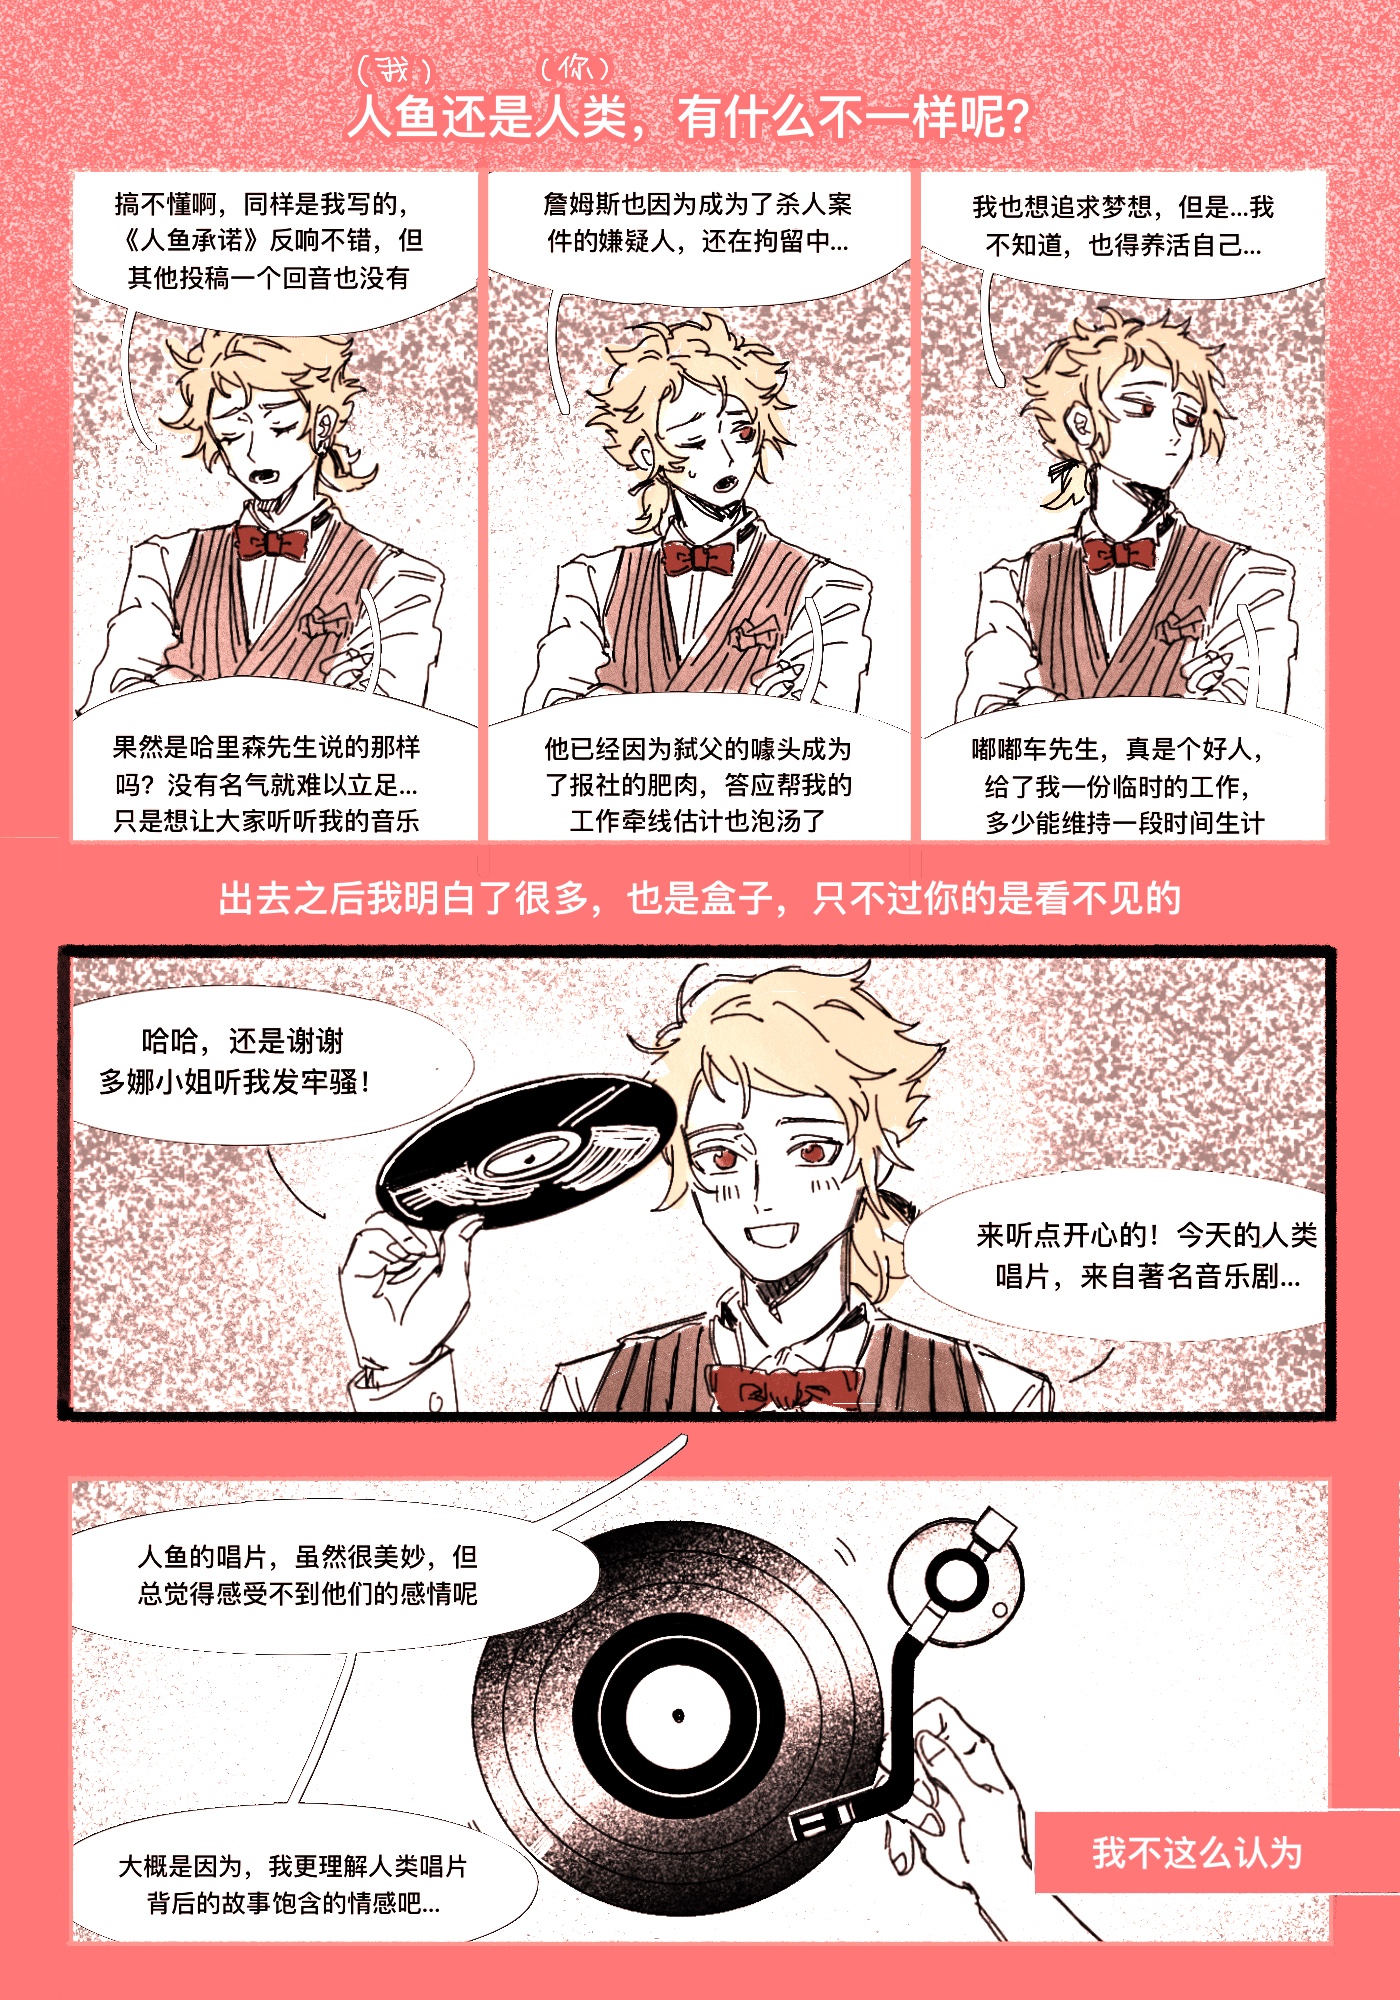 （我）
（你）
人鱼还是人类，有什么不一样呢？
搞不懂啊，同样是我写的，
《人鱼承诺》反响不错，但
其他投稿一个回音也没有
果然是哈里森先生说的那样
吗？没有名气就难以立足...
只是想让大家听听我的音乐
詹姆斯也因为成为了杀人案
件的嫌疑人，还在拘留中...
他已经因为弑父的噱头成为
了报社的肥肉，答应帮我的
工作牵线估计也泡汤了
我也想追求梦想，但是...我
不知道，也得养活自己...
嘟嘟车先生，真是个好人，
给了我一份临时的工作，
多少能维持一段时间生计
出去之后我明白了很多，也是盒子，只不过你的是看不见的
哈哈，还是谢谢
多娜小姐听我发牢骚！
来听点开心的！今天的人类
唱片，来自著名音乐剧...
人鱼的唱片，虽然很美妙，但
总觉得感受不到他们的感情呢
大概是因为，我更理解人类唱片
背后的故事饱含的情感吧...
我不这么认为